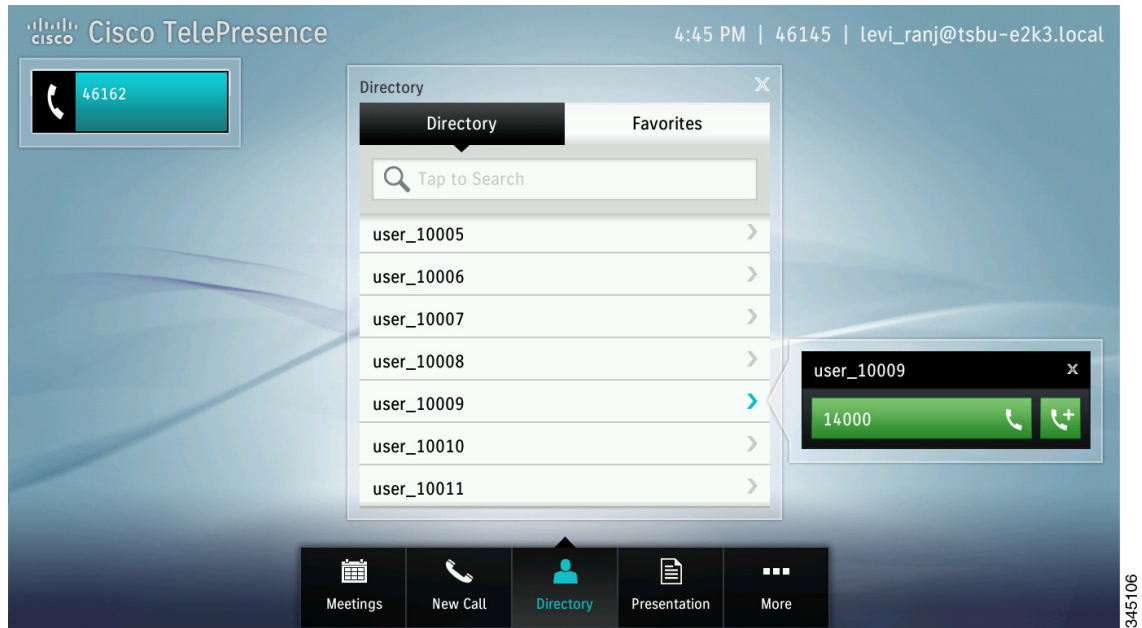 cisco Cisco TelePresence
4:45 PM | 46145 | levi_ranj@tsbu-e2k3.local
46162
Directory X
Directory Favorites
Tap to Search
user_10005
user_10006
user_10007
user_10008
user_10009
user_10010
user_10011
user_10009 X
14000
Meetings New Call Directory Presentation More
345106